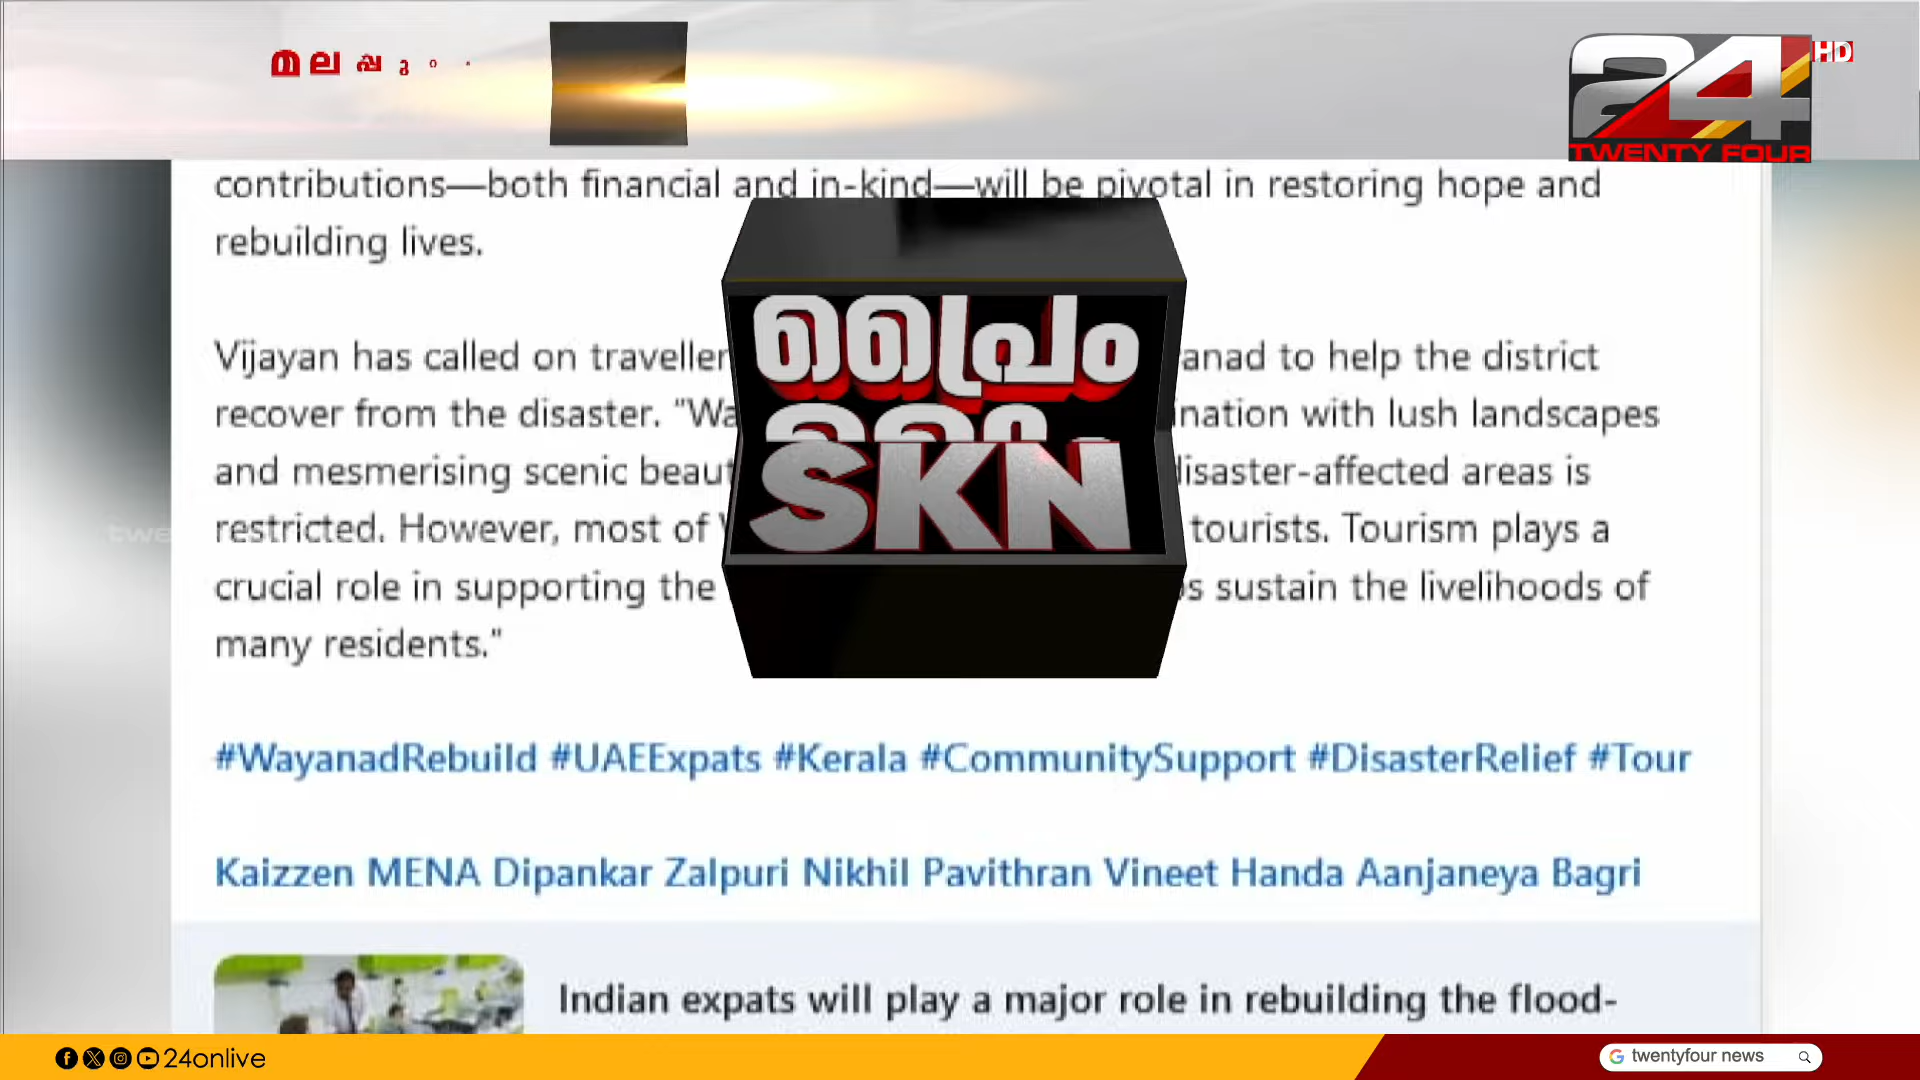 മലപ്പു
24
HD
TWENTY FOUR
contributions—both financial and in-kind—will be pivotal in restoring hope and
rebuilding lives.
പ്രൈം
SKN
Vijayan has called on traveller anad to help the district
recover from the disaster. "Wa ination with lush landscapes
and mesmerising scenic beaut disaster-affected areas is
restricted. However, most of tourists. Tourism plays a
crucial role in supporting the sustain the livelihoods of
many residents."
#WayanadRebuild #UAEExpats #Kerala #CommunitySupport #DisasterRelief #Tour
Kaizzen MENA Dipankar Zalpuri Nikhil Pavithran Vineet Handa Aanjaneya Bagri
Indian expats will play a major role in rebuilding the flood-
24onlive
twentyfour news